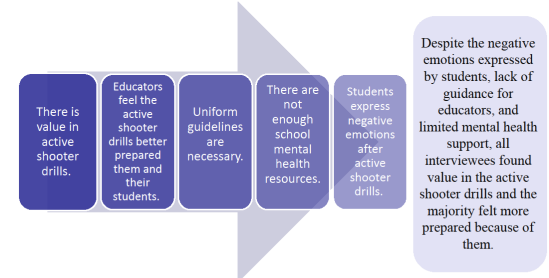 There is
value in
active
shooter
drills.
Educators
feel the
active
shooter
drills better
prepared
them and
their
students.
Uniform
guidelines
are
necessary.
There are
not
enough
school
mental
health
resources.
Students
express
negative
emotions
after
active
shooter
drills.
Despite the negative
emotions expressed
by students, lack of
guidance for
educators, and
limited mental health
support, all
interviewees found
value in the active
shooter drills and the
majority felt more
prepared because of
them.